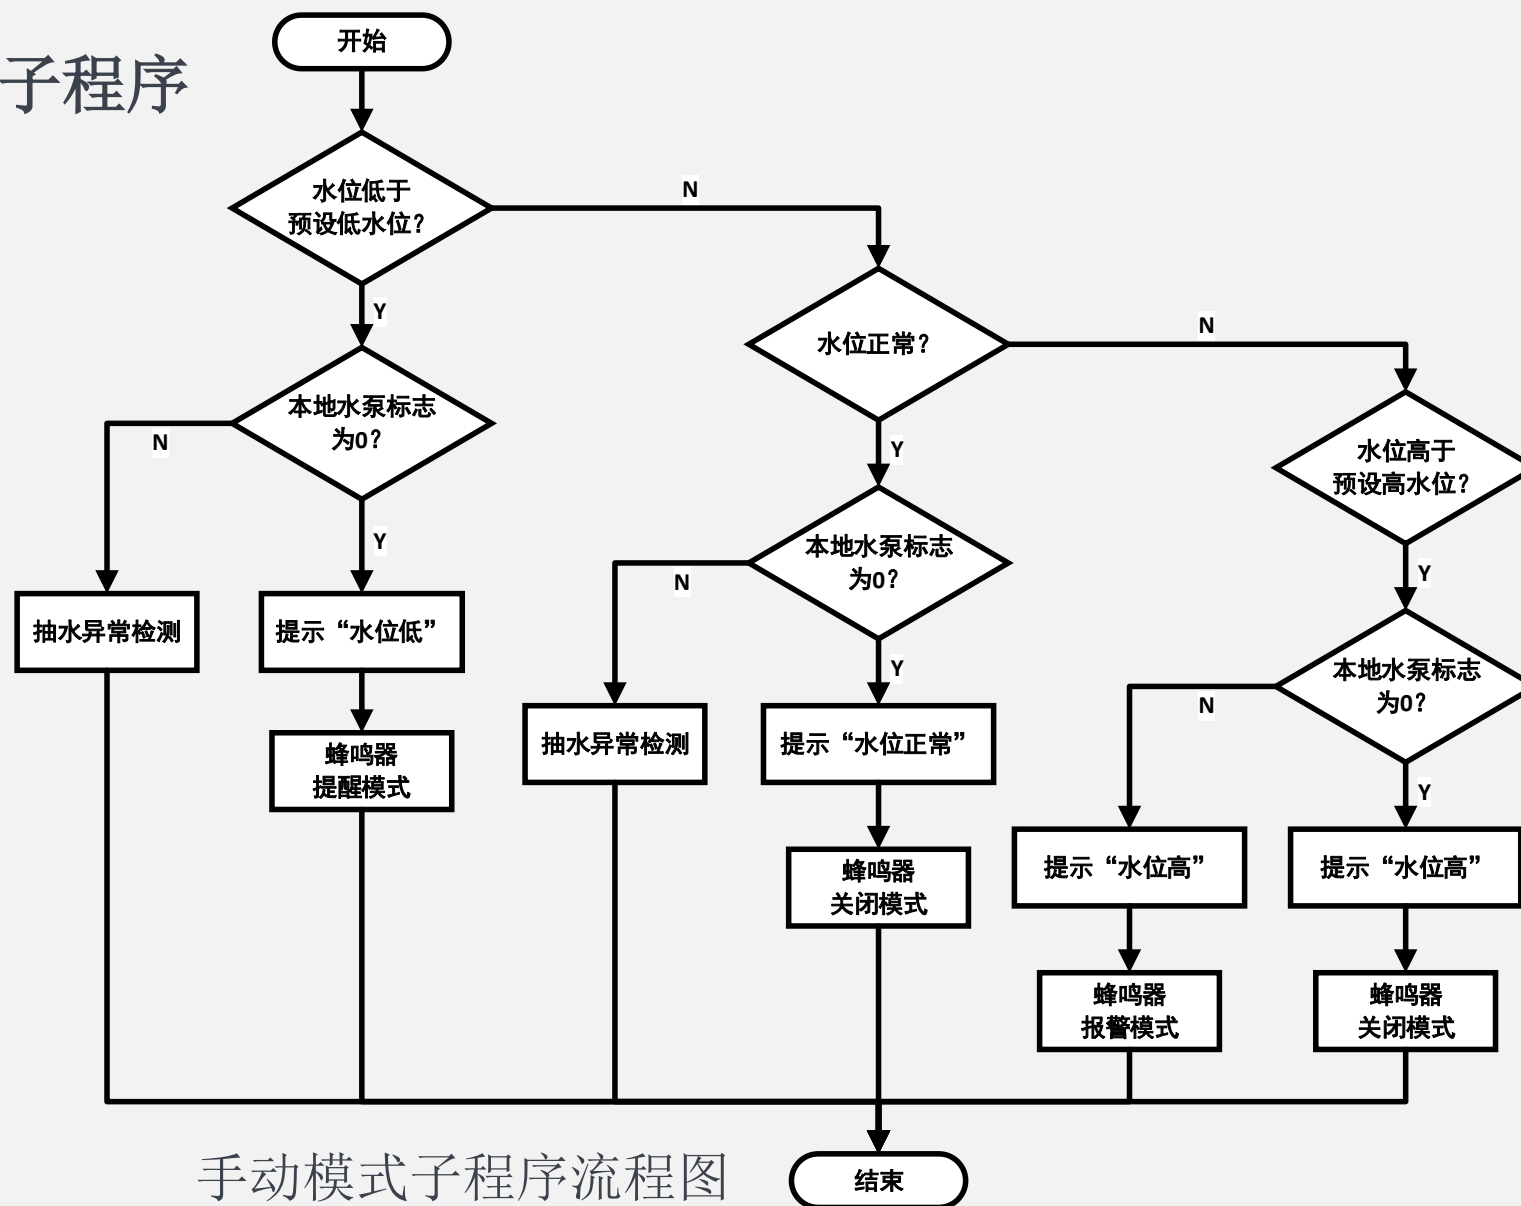 子程序
开始
水位低于
预设低水位？
N
Y
水位正常？
N
本地水泵标志
为0？
N
Y
Y
水位高于
预设高水位？
本地水泵标志
为0？
N
Y
Y
抽水异常检测
提示“水位低”
本地水泵标志
为0？
N
Y
抽水异常检测
提示“水位正常”
蜂鸣器
提醒模式
提示“水位高”
提示“水位高”
蜂鸣器
关闭模式
蜂鸣器
报警模式
蜂鸣器
关闭模式
手动模式子程序流程图
结束